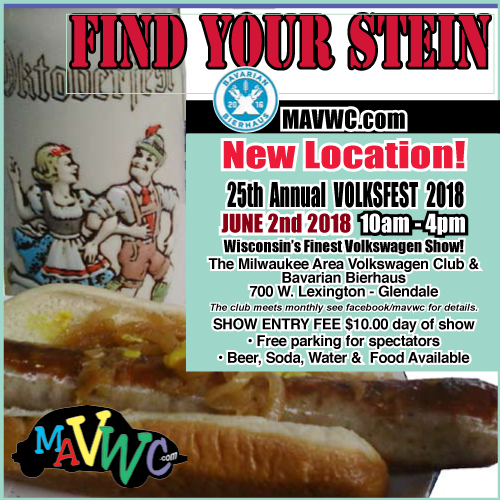 FIND YOUR STEIN
Oktoberfest
BAVARIAN
20 16
BIERHAUS
MAVWC.com
New Location!
25th Annual VOLKSFEST 2018
JUNE 2nd 2018 10am - 4pm
Wisconsin's Finest Volkswagen Show!
The Milwaukee Area Volkswagen Club &
Bavarian Bierhaus
700 W. Lexington - Glendale
The club meets monthly see facebook/mavwc for details.
SHOW ENTRY FEE $10.00 day of show
• Free parking for spectators
• Beer, Soda, Water & Food Available
MAVWC.com